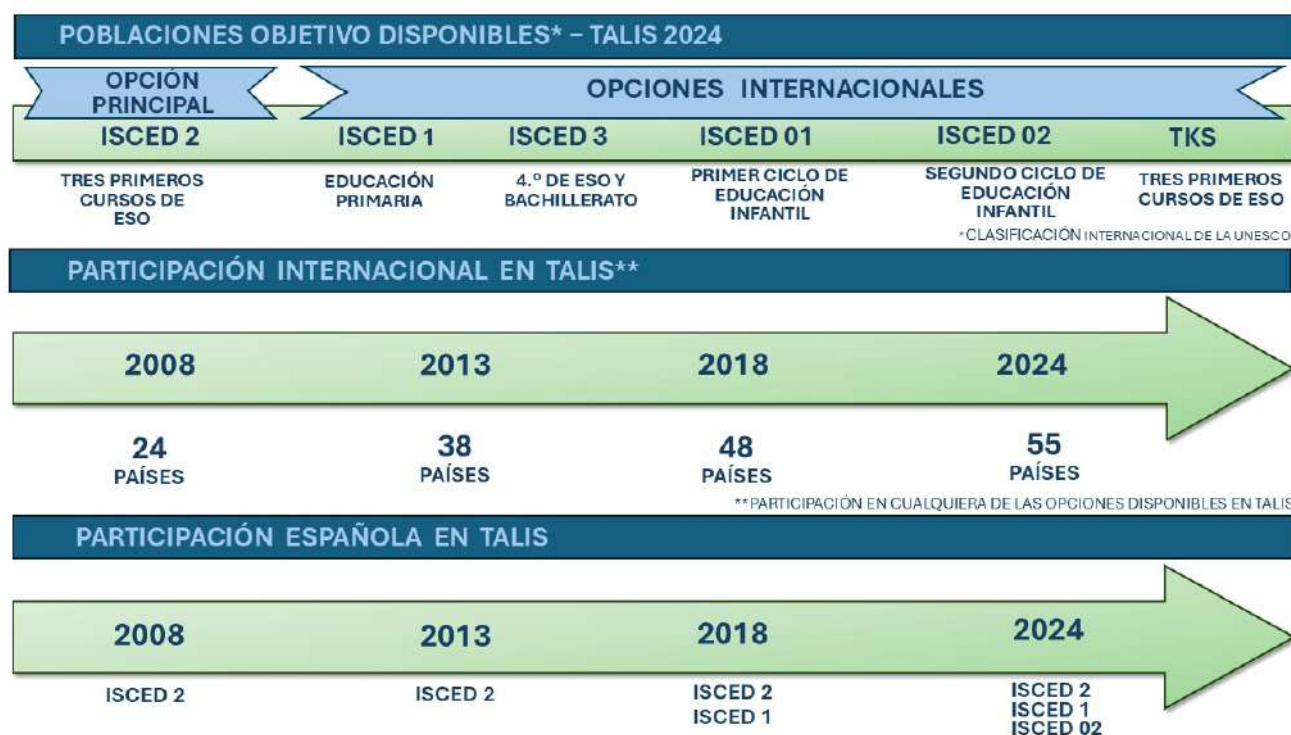 POBLACIONES OBJETIVO DISPONIBLES* – TALIS 2024
OPCIÓN
PRINCIPAL
OPCIONES INTERNACIONALES
ISCED 2
ISCED 1
ISCED 3
ISCED 01
ISCED 02
TKS
TRES PRIMEROS
CURSOS DE
ESO
EDUCACIÓN
PRIMARIA
4.º DE ESO Y
BACHILLERATO
PRIMER CICLO DE
EDUCACIÓN
INFANTIL
SEGUNDO CICLO DE
EDUCACIÓN
INFANTIL
TRES PRIMEROS
CURSOS DE ESO
*CLASIFICACIÓN INTERNACIONAL DE LA UNESCO
PARTICIPACIÓN INTERNACIONAL EN TALIS**
2008
2013
2018
2024
24
PAÍSES
38
PAÍSES
48
PAÍSES
55
PAÍSES
**PARTICIPACIÓN EN CUALQUIERA DE LAS OPCIONES DISPONIBLES EN TALIS
PARTICIPACIÓN ESPAÑOLA EN TALIS
2008
2013
2018
2024
ISCED 2
ISCED 2
ISCED 2
ISCED 1
ISCED 2
ISCED 1
ISCED 02